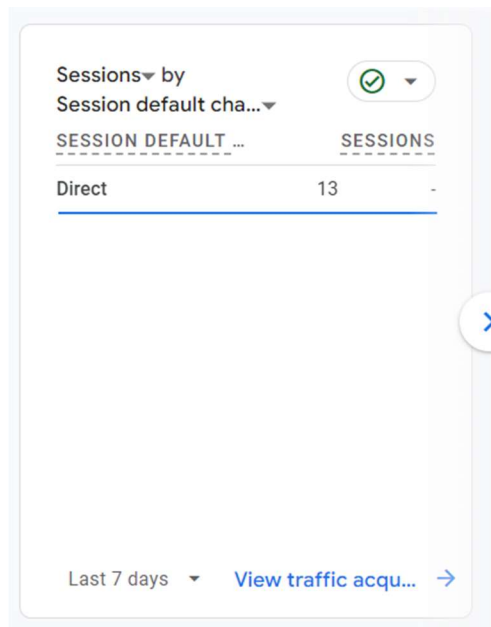 Sessions by
Session default cha...
SESSION DEFAULT ... SESSIONS
Direct 13 -
Last 7 days View traffic acqu...